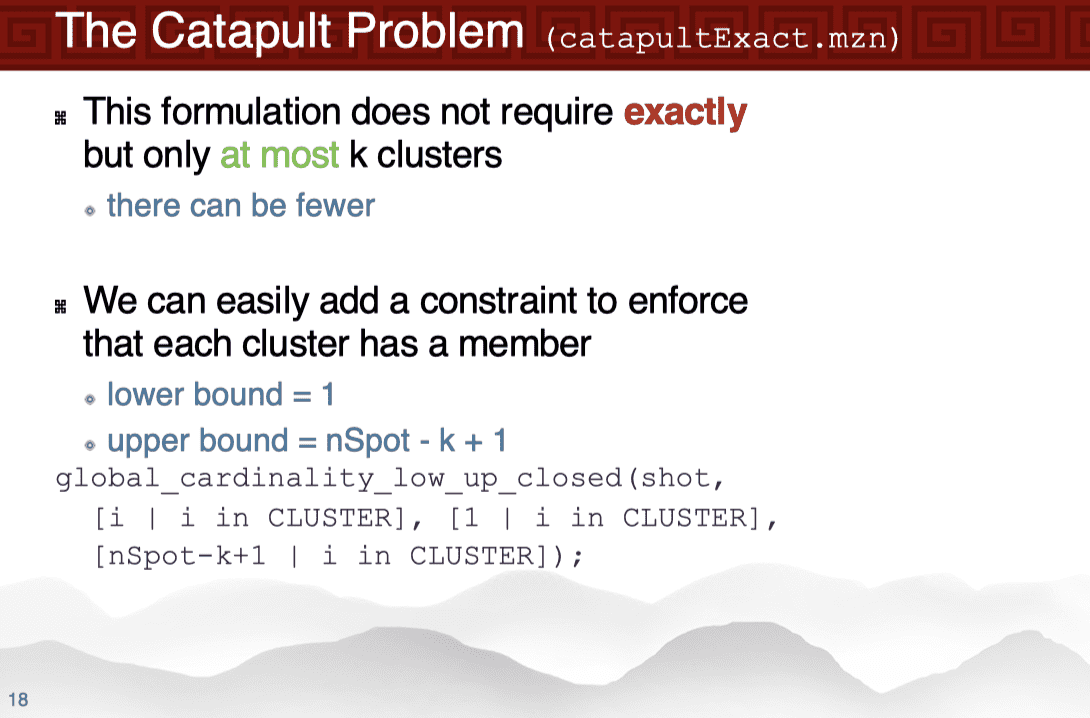 The Catapult Problem (catapultExact.mzn)
⌘ This formulation does not require exactly
but only at most k clusters
there can be fewer
⌘ We can easily add a constraint to enforce
that each cluster has a member
lower bound = 1
upper bound = nSpot - k + 1
global_cardinality_low_up_closed(shot,
[i | i in CLUSTER], [1 | i in CLUSTER],
[nSpot-k+1 | i in CLUSTER]);
18